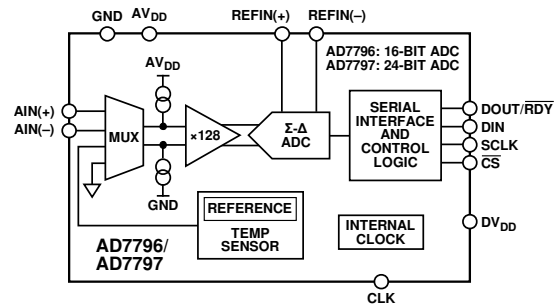 GND AVDD REFIN(+) REFIN(–)
AD7796: 16-BIT ADC
AD7797: 24-BIT ADC
AVDD
AIN(+)
AIN(–)
MUX
×128
Σ-Δ
ADC
SERIAL
INTERFACE
AND
CONTROL
LOGIC
DOUT/RDY
DIN
SCLK
CS
GND
REFERENCE
TEMP
SENSOR
INTERNAL
CLOCK
DVDD
AD7796/
AD7797
CLK